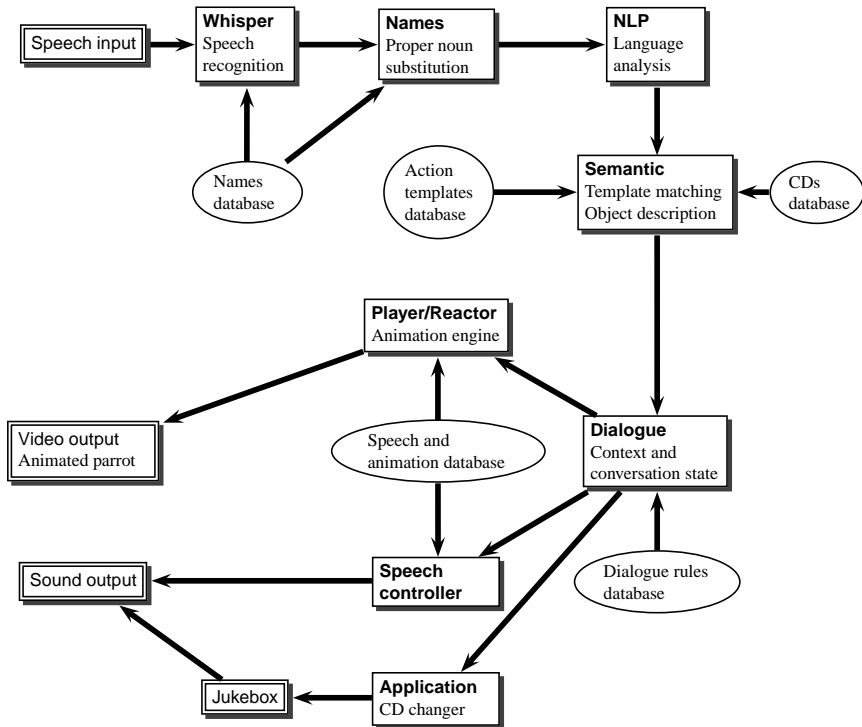 Speech input
Whisper
Speech
recognition
Names
Proper noun
substitution
NLP
Language
analysis
Names
database
Action
templates
database
Semantic
Template matching
Object description
CDs
database
Player/Reactor
Animation engine
Video output
Animated parrot
Speech and
animation database
Dialogue
Context and
conversation state
Sound output
Speech
controller
Dialogue rules
database
Jukebox
Application
CD changer